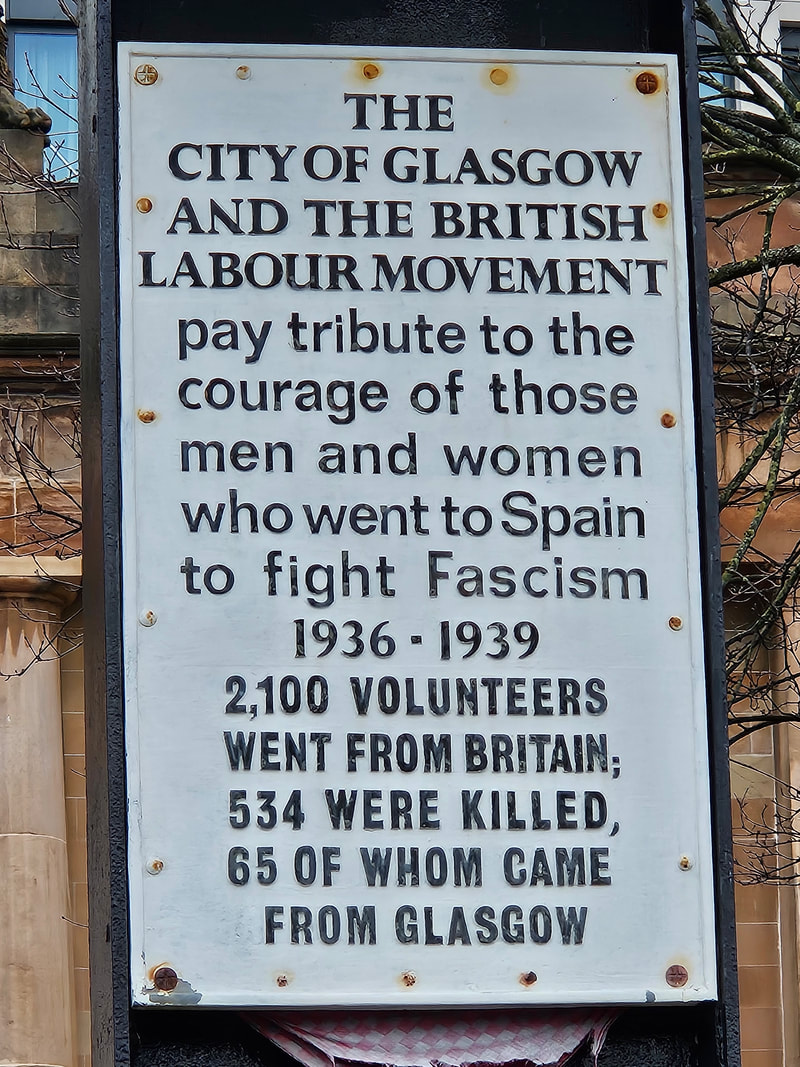 THE
CITY OF GLASGOW
AND THE BRITISH
LABOUR MOVEMENT
pay tribute to the
courage of those
men and women
who went to Spain
to fight Fascism
1936 - 1939
2,100 VOLUNTEERS
WENT FROM BRITAIN;
534 WERE KILLED,
65 OF WHOM CAME
FROM GLASGOW